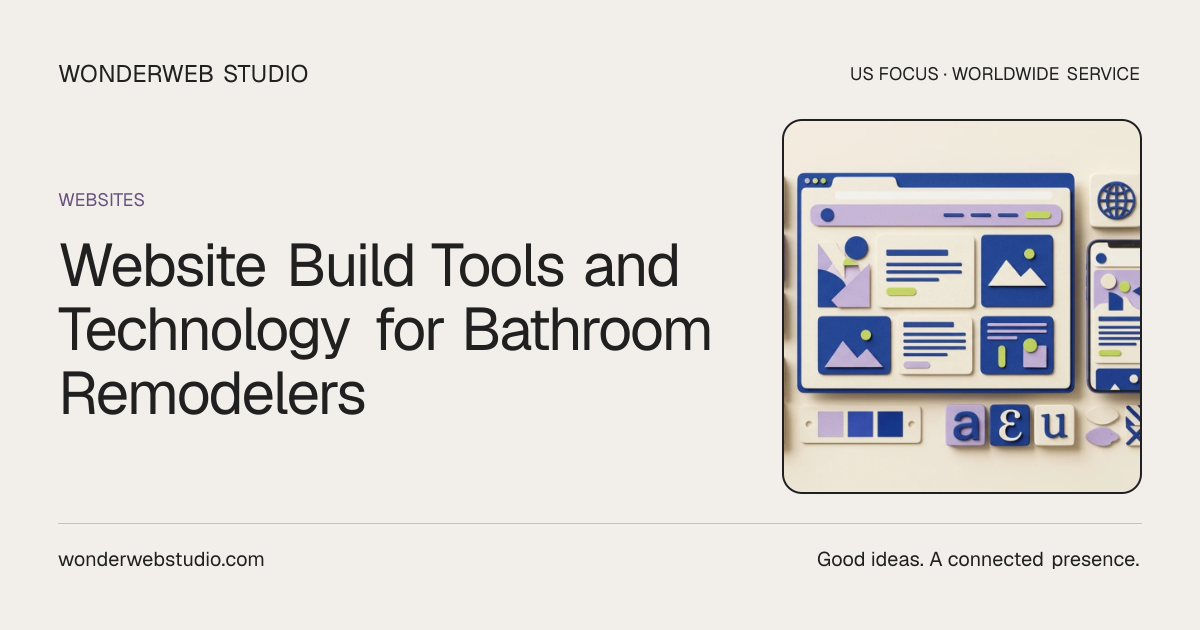 WONDERWEB STUDIO
US FOCUS · WORLDWIDE SERVICE
WEBSITES
Website Build Tools and
Technology for Bathroom
Remodelers
a ε u
wonderwebstudio.com
Good ideas. A connected presence.